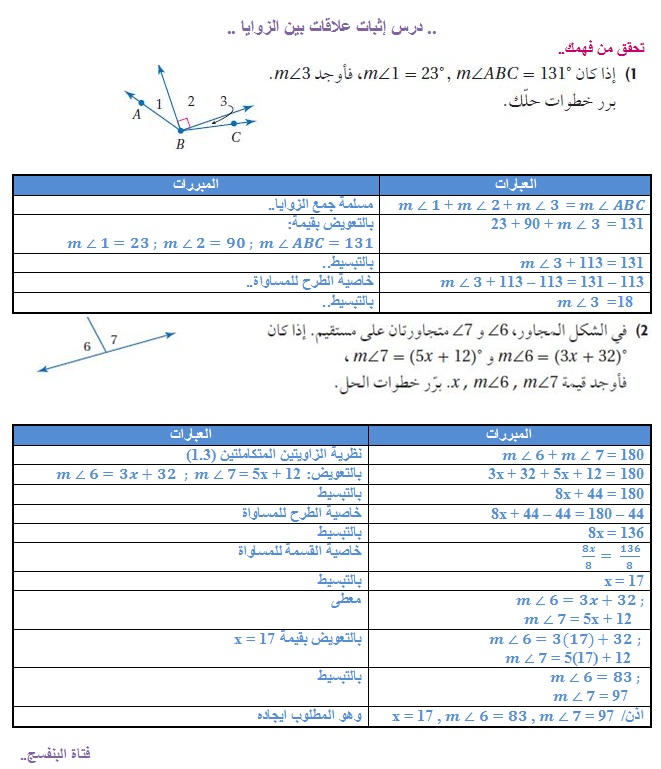 .. درس إثبات علاقات بين الزوايا ..
تحقق من فهمك..
1) إذا كان m∠1 = 23° , m∠ABC = 131°، فأوجد m∠3.
برر خطوات حلّك.
1 2 3
A B C
العبارات المبررات
m ∠ 1 + m ∠ 2 + m ∠ 3 = m ∠ ABC مسلمة جمع الزوايا..
23 + 90 + m ∠ 3 = 131 بالتعويض بقيمة:
m ∠ 1 = 23 ; m ∠ 2 = 90 ; m ∠ ABC = 131
m ∠ 3 + 113 = 131 بالتبسيط..
m ∠ 3 + 113 – 113 = 131 – 113 خاصية الطرح للمساواة..
m ∠ 3 =18 بالتبسيط..
2) في الشكل المجاور، ∠6 و ∠7 متجاورتان على مستقيم. إذا كان
m∠6 = (3x + 32)° و m∠7 = (5x + 12)° ،
فأوجد قيمة x , m∠6 , m∠7. برّر خطوات الحل.
6 7
المبررات العبارات
m ∠ 6 + m ∠ 7 = 180 نظرية الزاويتين المتكاملتين (1.3)
3x + 32 + 5x + 12 = 180 بالتعويض: m ∠ 6 = 3x + 32 ; m ∠ 7 = 5x + 12
8x + 44 = 180 بالتبسيط
8x + 44 – 44 = 180 – 44 خاصية الطرح للمساواة
8x = 136 بالتبسيط
8x/8 = 136/8 خاصية القسمة للمساواة
x = 17 بالتبسيط
m ∠ 6 = 3x + 32 ; معطى
m ∠ 7 = 5x + 12
m ∠ 6 = 3(17) + 32 ; بالتعويض بقيمة x = 17
m ∠ 7 = 5(17) + 12
m ∠ 6 = 83 ; بالتبسيط
m ∠ 7 = 97
اذن/ x = 17 , m ∠ 6 = 83 , m ∠ 7 = 97 وهو المطلوب ايجاده
فتاة البنفسج..